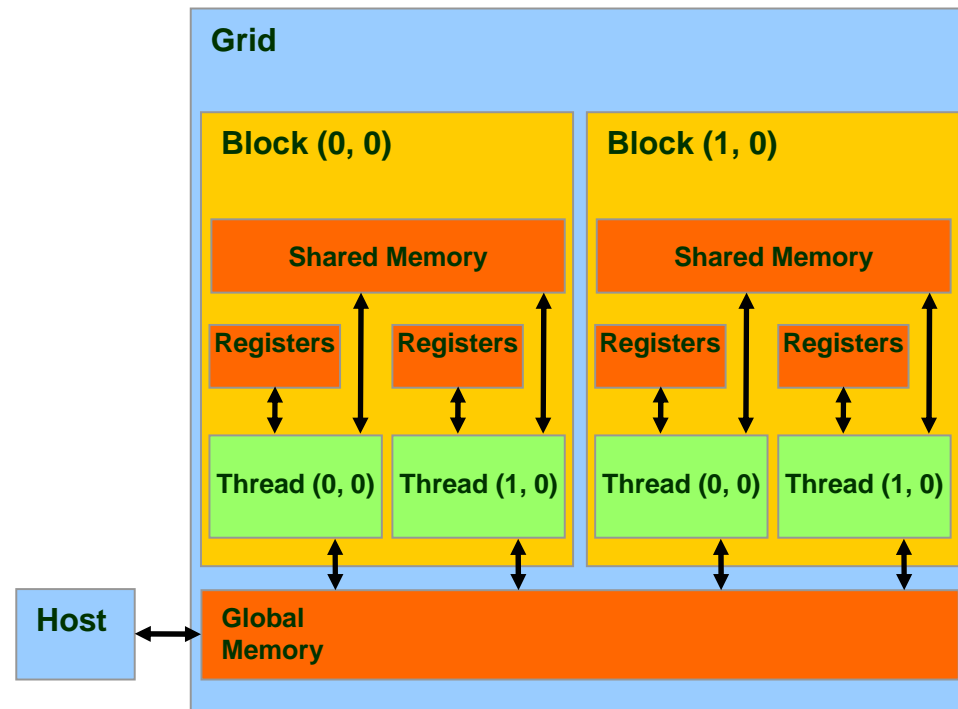 Grid
Block (0, 0)
Block (1, 0)
Shared Memory
Shared Memory
Registers
Registers
Registers
Registers
Thread (0, 0)
Thread (1, 0)
Thread (0, 0)
Thread (1, 0)
Host
Global
Memory